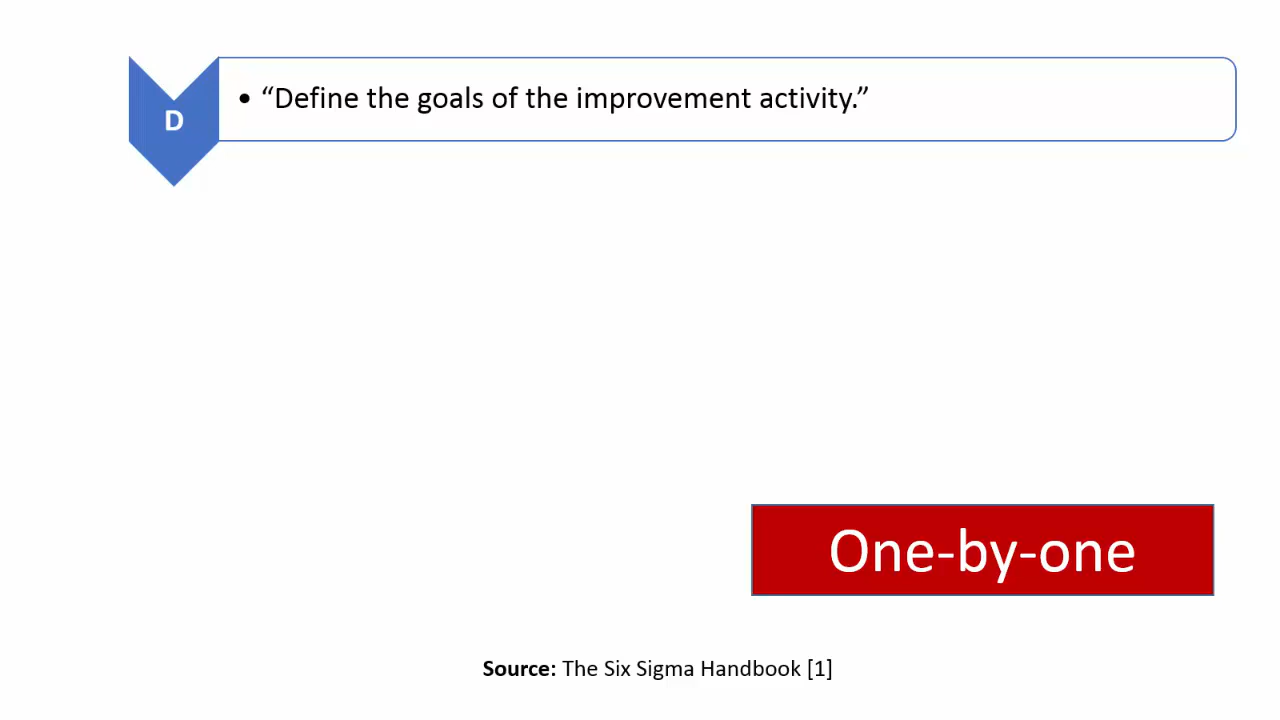 D
• “Define the goals of the improvement activity.”
One-by-one
Source: The Six Sigma Handbook [1]